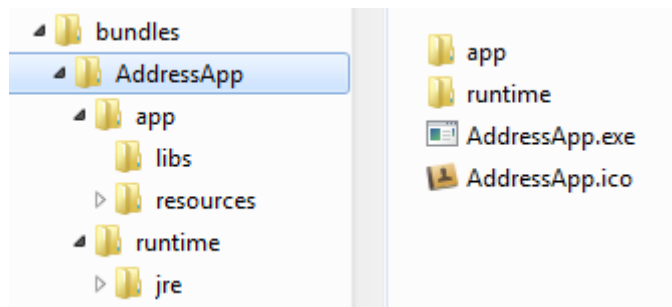 bundles
AddressApp
app
libs
resources
runtime
jre
app
runtime
AddressApp.exe
AddressApp.ico